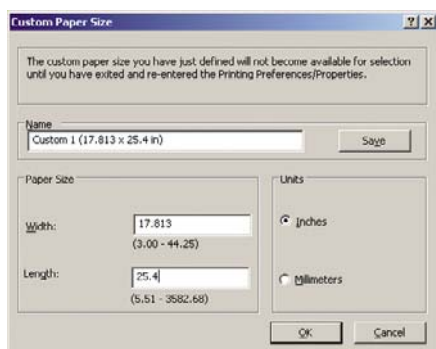 Custom Paper Size
The custom paper size you have just defined will not become available for selection
until you have exited and re-entered the Printing Preferences/Properties.
Name
Custom 1 (17.813 x 25.4 in)
Save
Paper Size
Width:
17.813
(3.00 - 44.25)
Length:
25.4
(5.51 - 3582.68)
Units
Inches
Millimeters
OK
Cancel